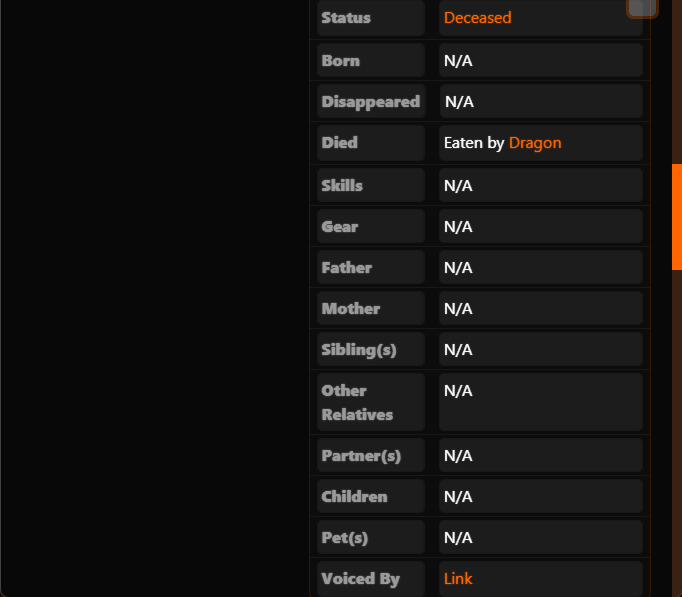 Status Deceased
Born N/A
Disappeared N/A
Died Eaten by Dragon
Skills N/A
Gear N/A
Father N/A
Mother N/A
Sibling(s) N/A
Other N/A
Relatives
Partner(s) N/A
Children N/A
Pet(s) N/A
Voiced By Link